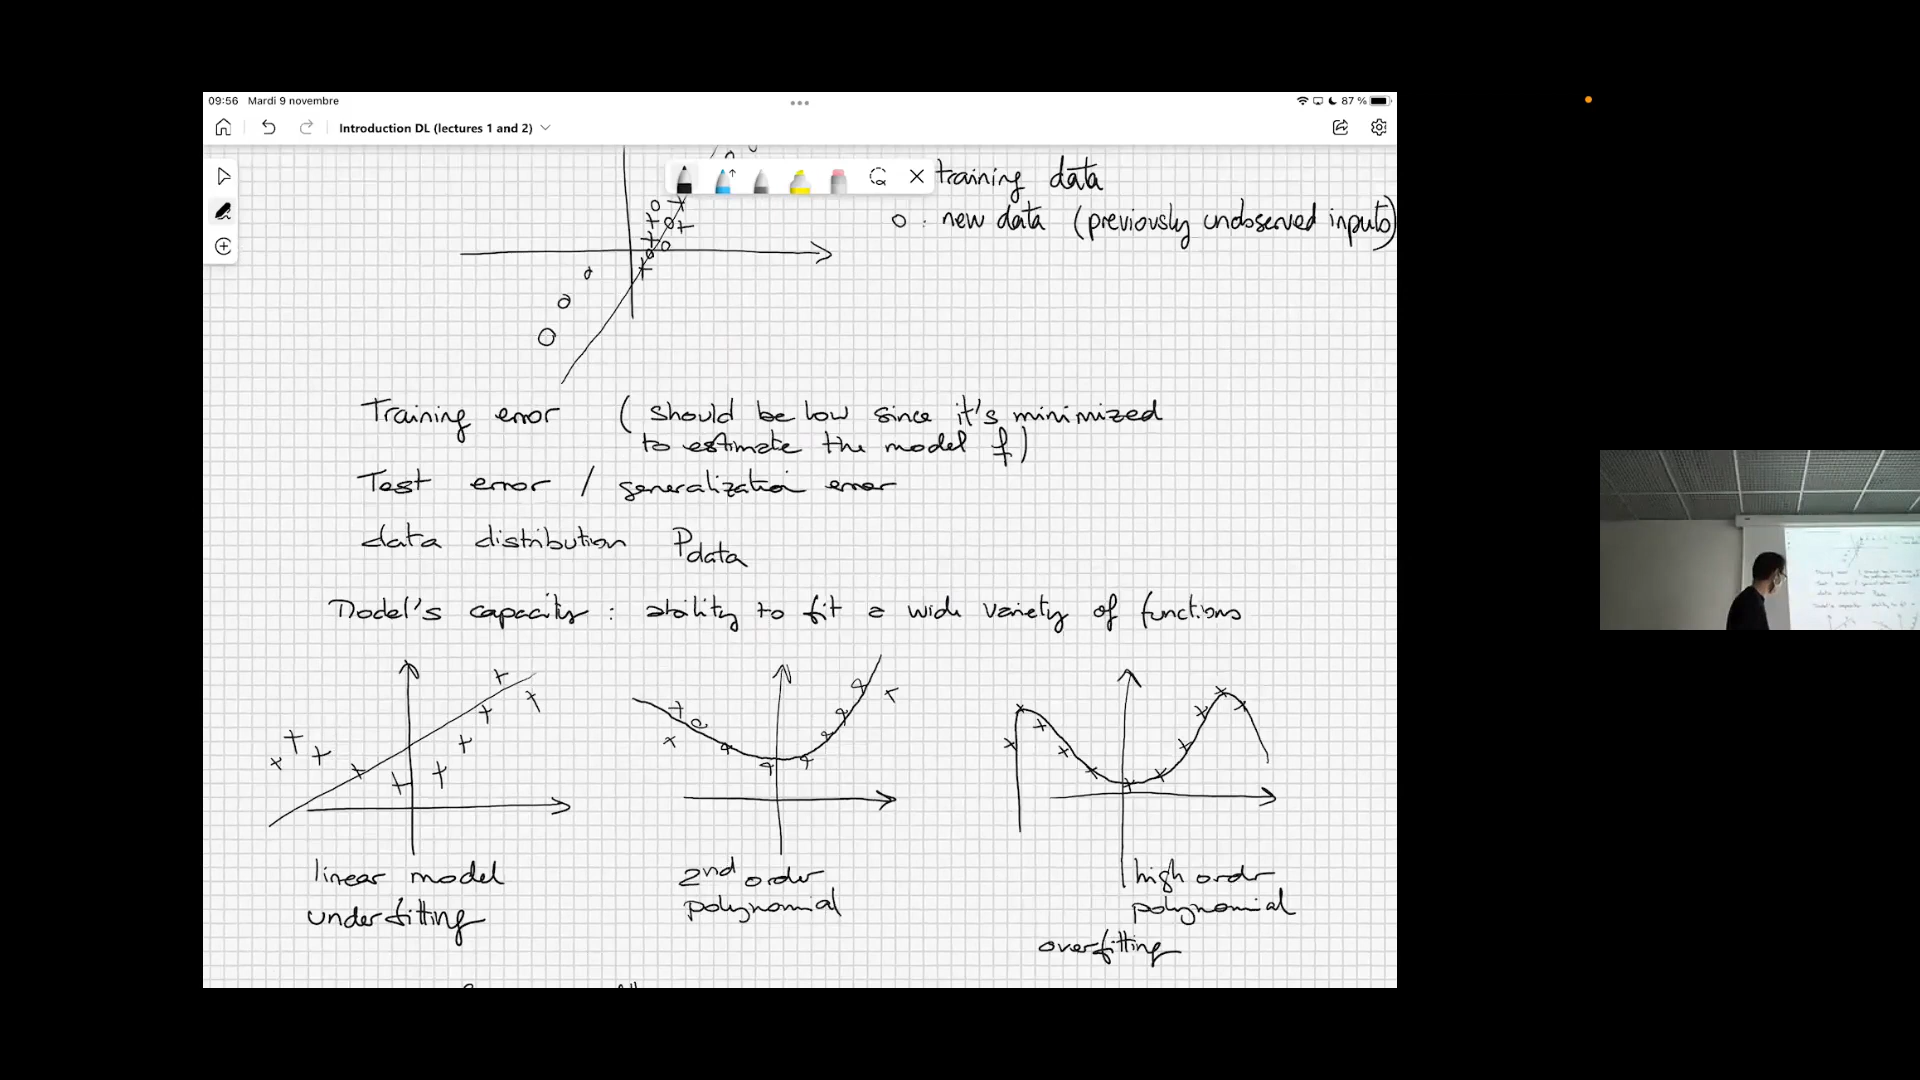 09:56 Mardi 9 novembre
87 %
Introduction DL (lectures 1 and 2)
training data
o : new data (previously undoserved inputs)
Training error ( should be low since it's minimized
to estimate the model f )
Test error / generalization error
data distribution Pdata
Model's capacity : ability to fit a wide variety of functions
linear model
underfitting
2nd order
polynomial
high order
polynomial
overfitting